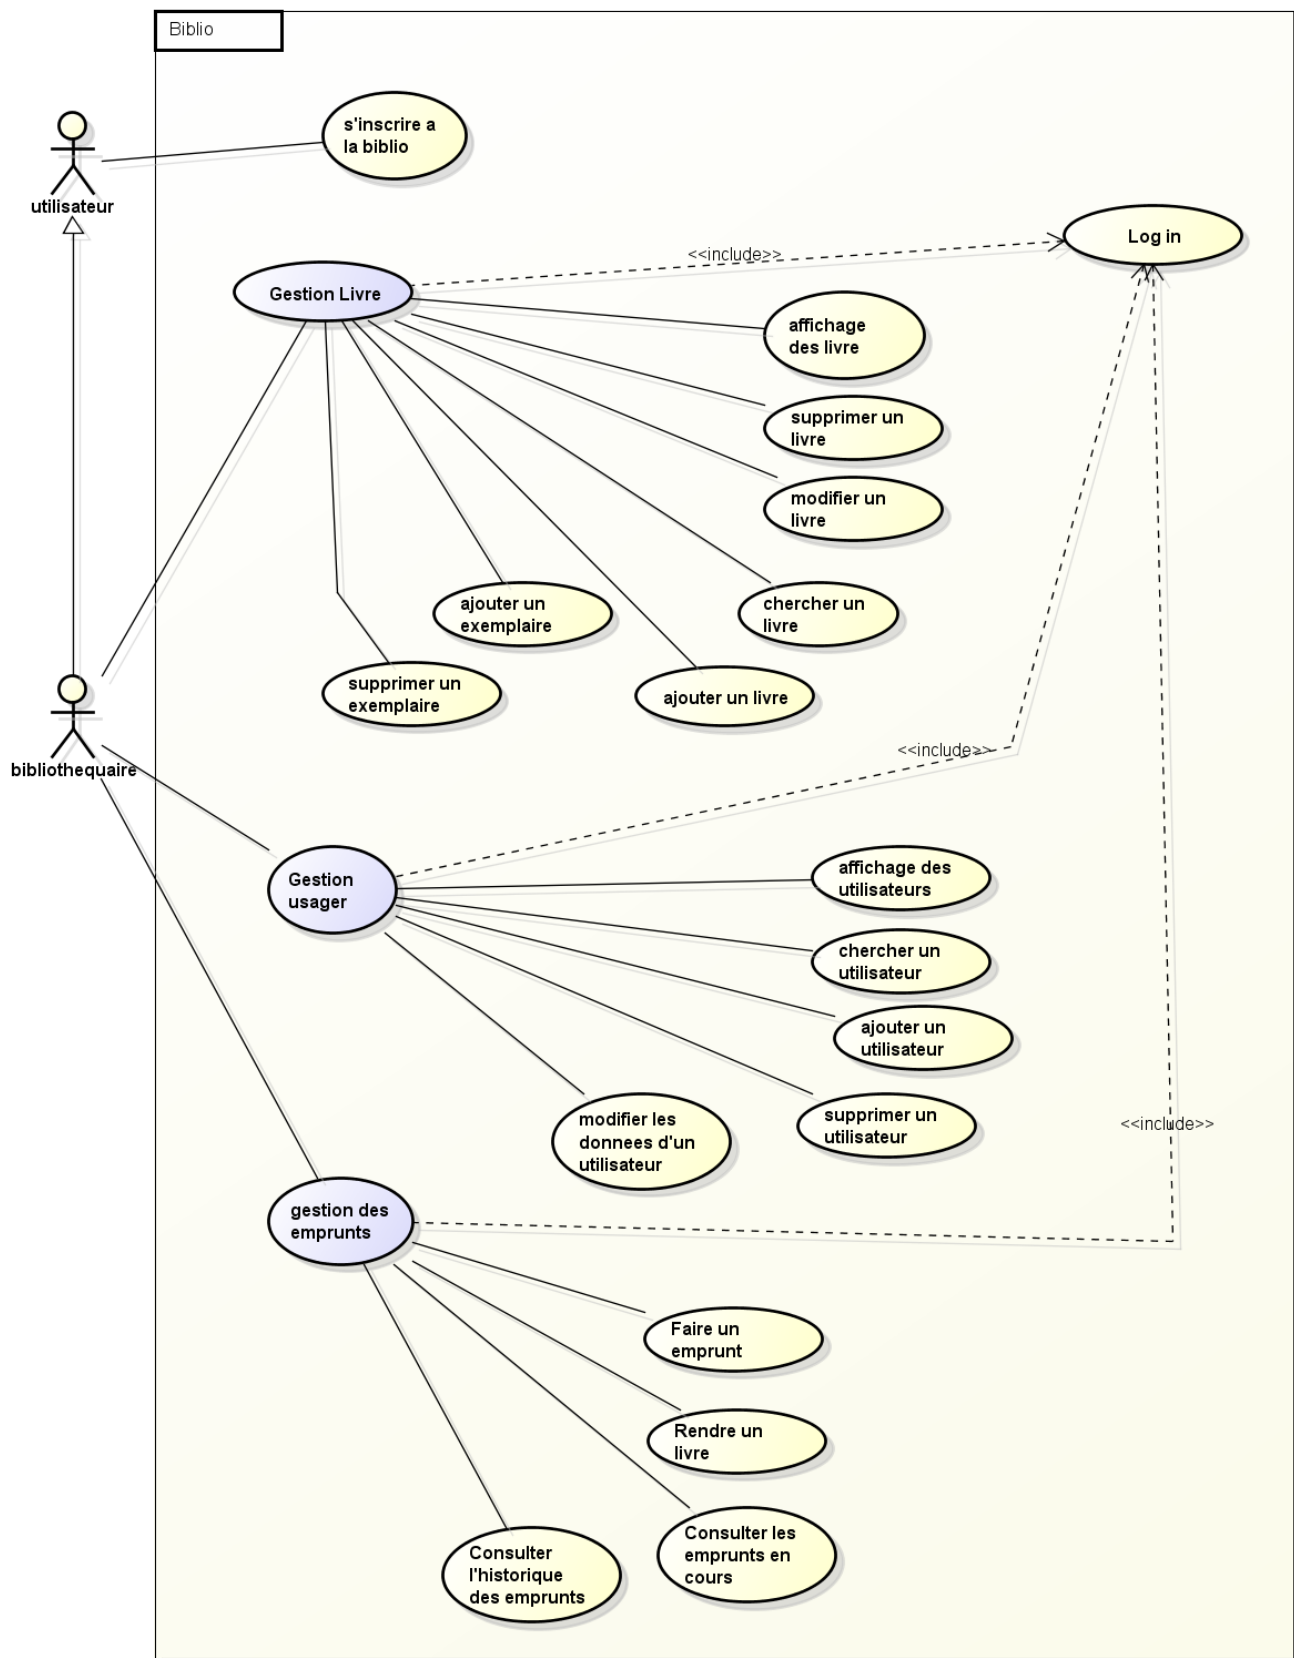 Biblio
s'inscrire a
la biblio
utilisateur
Log in
<<include>>
Gestion Livre
affichage
des livre
supprimer un
livre
modifier un
livre
ajouter un
exemplaire
chercher un
livre
supprimer un
exemplaire
ajouter un livre
<<include>>
bibliothequaire
Gestion
usager
affichage des
utilisateurs
chercher un
utilisateur
ajouter un
utilisateur
modifier les
donnees d'un
utilisateur
supprimer un
utilisateur
<<include>>
gestion des
emprunts
Faire un
emprunt
Rendre un
livre
Consulter les
emprunts en
cours
Consulter
l'historique
des emprunts